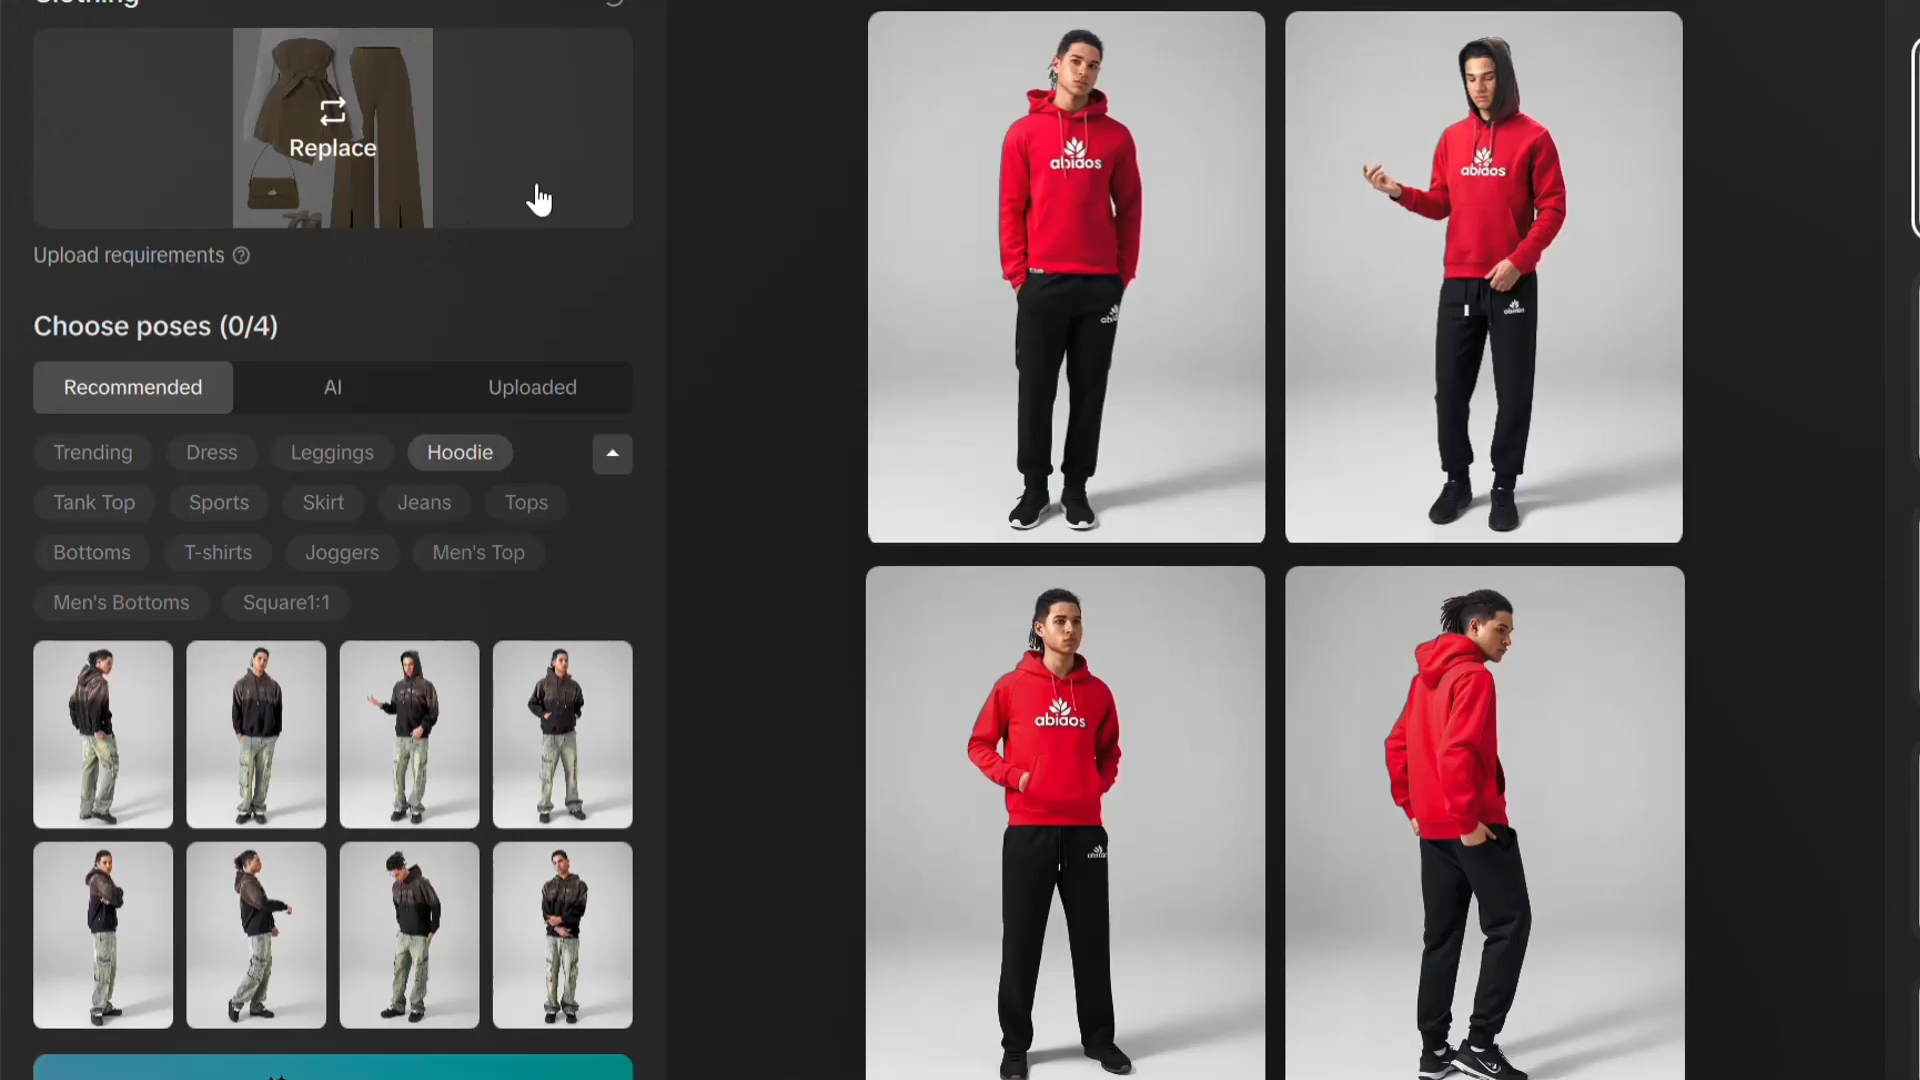 Clothing
Replace
Upload requirements
Choose poses (0/4)
Recommended AI Uploaded
Trending Dress Leggings Hoodie
Tank Top Sports Skirt Jeans Tops
Bottoms T-shirts Joggers Men's Top
Men's Bottoms Square1:1
abiaos
abiaos
abiaos